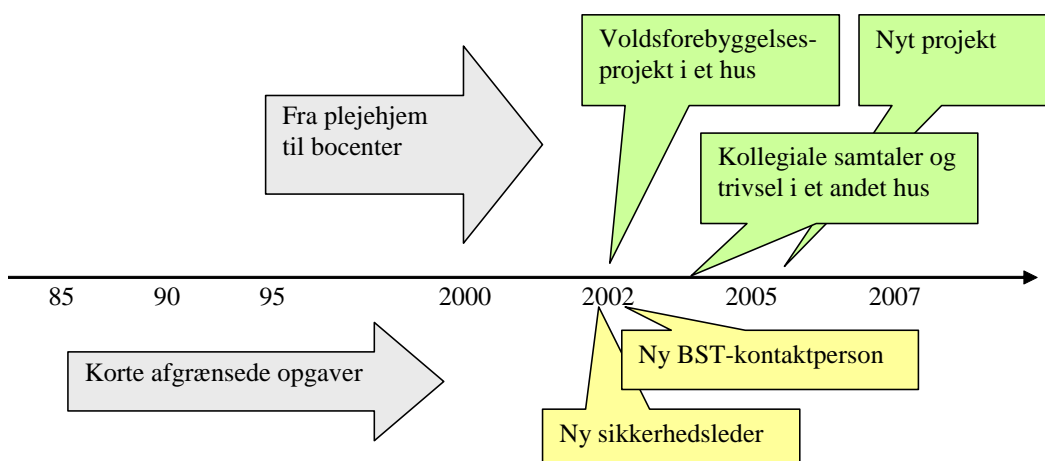 Voldsforebyggelses-
projekt i et hus
Nyt projekt
Fra plejehjem
til bocenter
Kollegiale samtaler og
trivsel i et andet hus
85 90 95 2000 2002 2005 2007
Ny BST-kontaktperson
Korte afgrænsede opgaver
Ny sikkerhedsleder